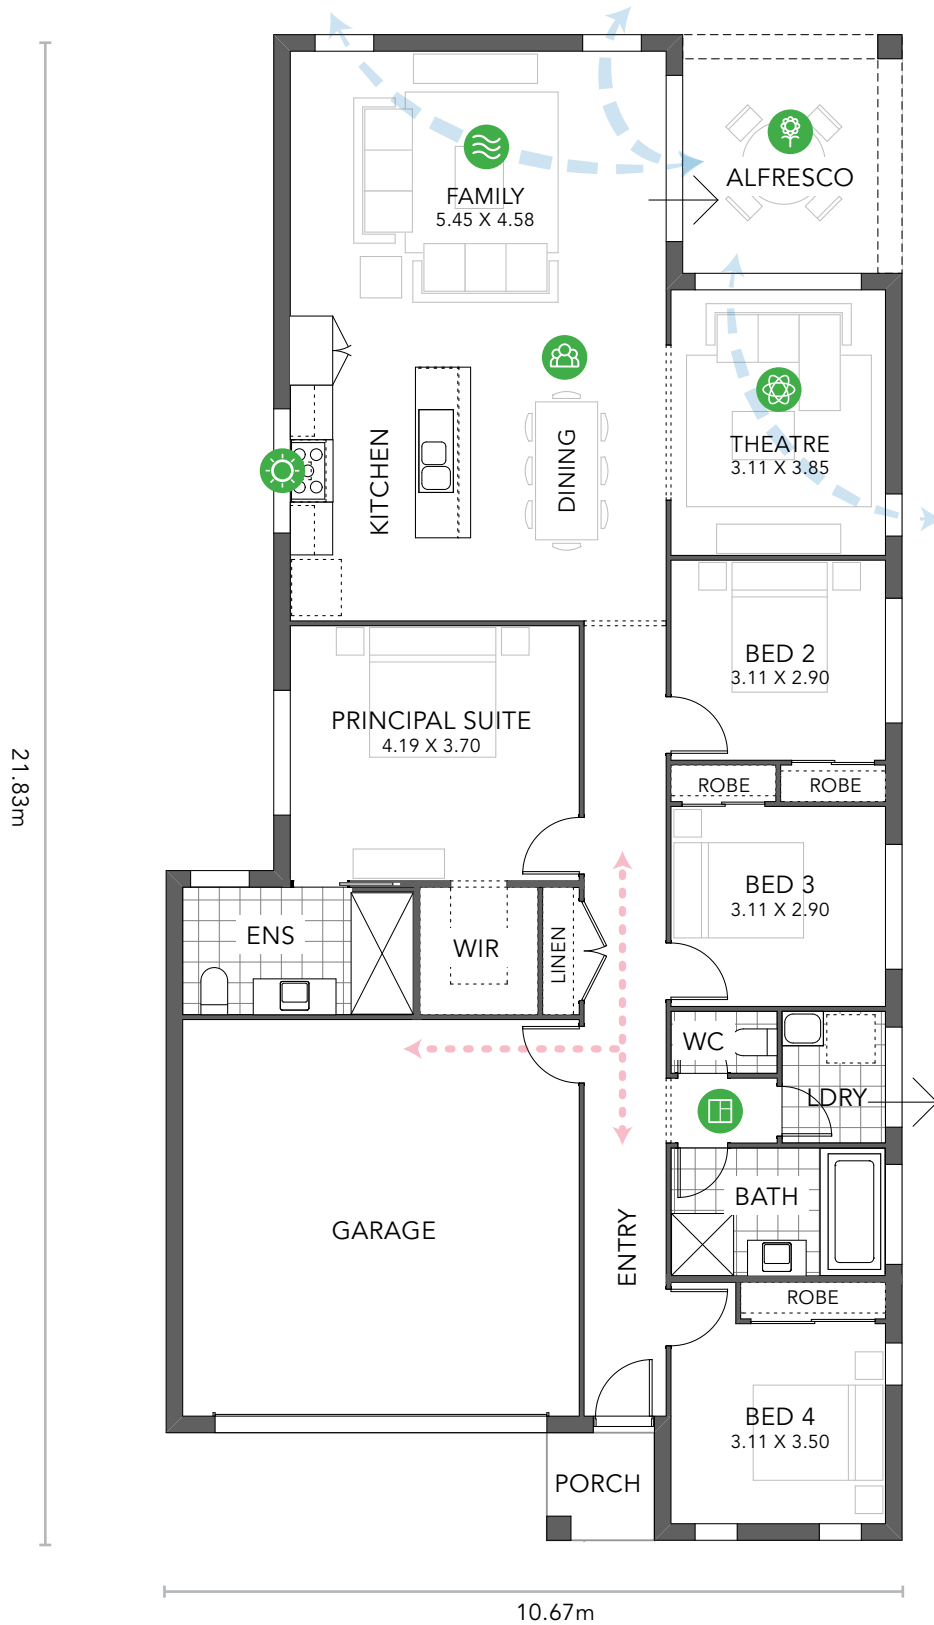 FAMILY
5.45 X 4.58
ALFRESCO
KITCHEN
DINING
THEATRE
3.11 X 3.85
BED 2
3.11 X 2.90
PRINCIPAL SUITE
4.19 X 3.70
ROBE
ROBE
21.83m
BED 3
3.11 X 2.90
ENS
WIR
LINEN
WC
LDRY
BATH
GARAGE
ENTRY
ROBE
BED 4
3.11 X 3.50
PORCH
10.67m